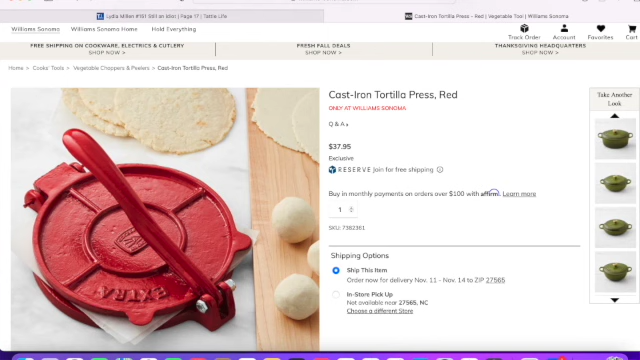 Lydia Millen #151 Still an idiot | Page 17 | Tattle Life
Cast-Iron Tortilla Press - Red | Vegetable Tool | Williams Sonoma
Williams Sonoma Williams Sonoma Home Hold Everything
Track Order Account Favorites Cart
FREE SHIPPING ON COOKWARE, ELECTRICS & CUTLERY
SHOP NOW >
FRESH FALL DEALS
SHOP NOW >
THANKSGIVING HEADQUARTERS
SHOP NOW >
Home > Cooks' Tools > Vegetable Choppers & Peelers > Cast-Iron Tortilla Press, Red
Cast-Iron Tortilla Press, Red
ONLY AT WILLIAMS SONOMA
Q & A
$37.95
Exclusive
RESERVE Join for free shipping
Buy in monthly payments on orders over $100 with affirm. Learn more
1
SKU: 7382361
Shipping Options
Ship This Item
Order now for delivery Nov. 11 - Nov. 14 to ZIP 27565
In-Store Pick Up
Not available near 27565, NC
Choose a different Store
Take Another
Look
EXTRA